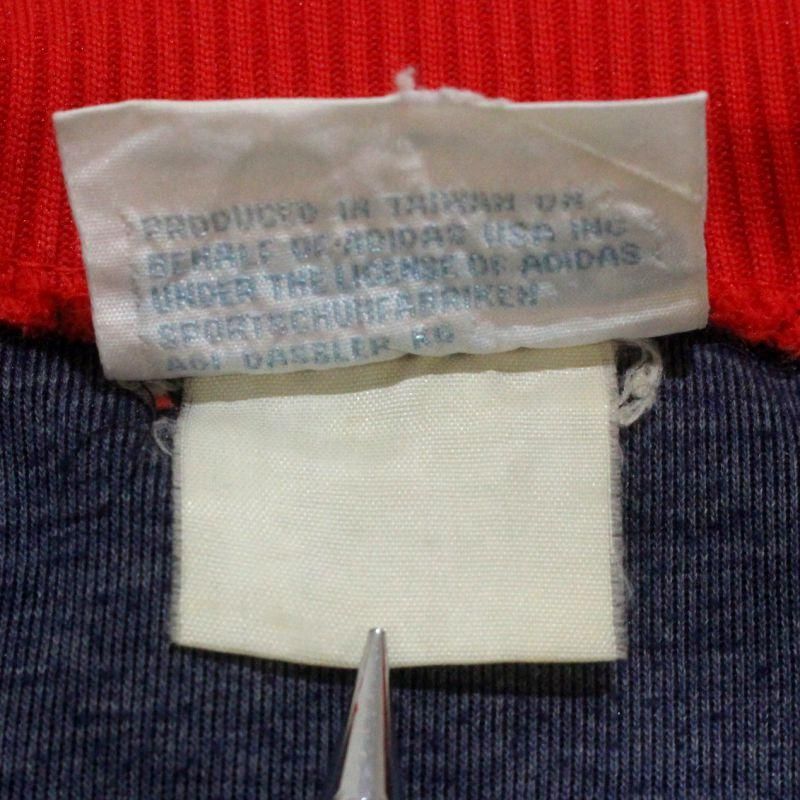 PRODUCED IN TAIWAN ON
BEHALF OF ADIDAS USA INC
UNDER THE LICENSE OF ADIDAS
SPORTSCHUHFABRIKEN
ADI DASSLER KG